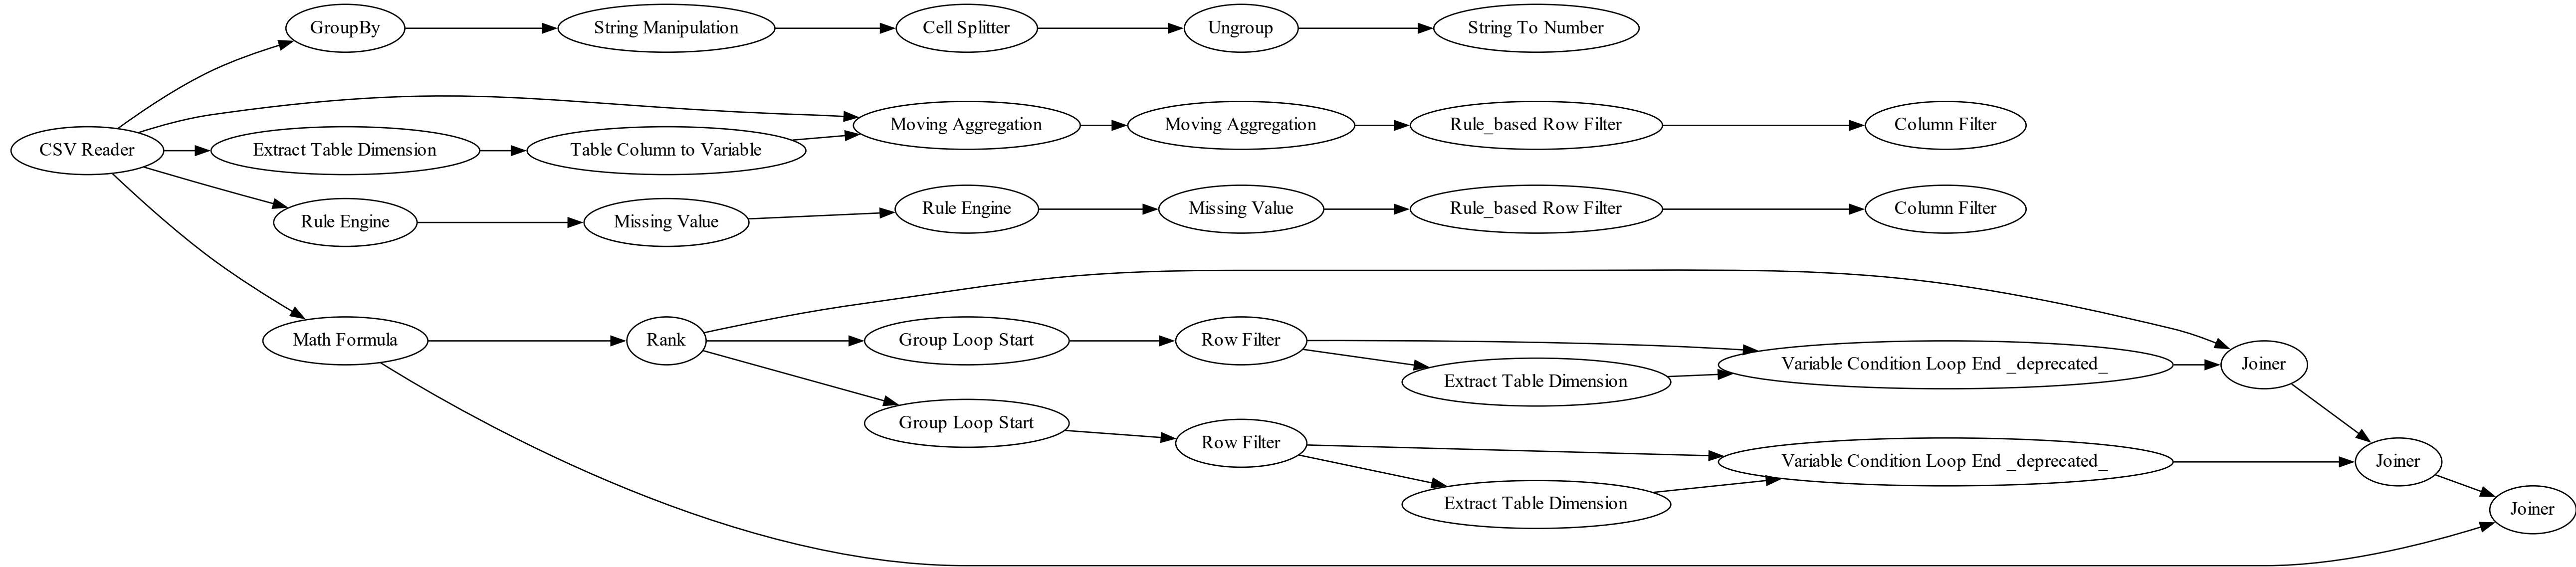 GroupBy
String Manipulation
Cell Splitter
Ungroup
String To Number
CSV Reader
Extract Table Dimension
Table Column to Variable
Moving Aggregation
Moving Aggregation
Rule_based Row Filter
Column Filter
Rule Engine
Missing Value
Rule Engine
Missing Value
Rule_based Row Filter
Column Filter
Math Formula
Rank
Group Loop Start
Row Filter
Extract Table Dimension
Variable Condition Loop End _deprecated_
Joiner
Group Loop Start
Row Filter
Extract Table Dimension
Variable Condition Loop End _deprecated_
Joiner
Joiner